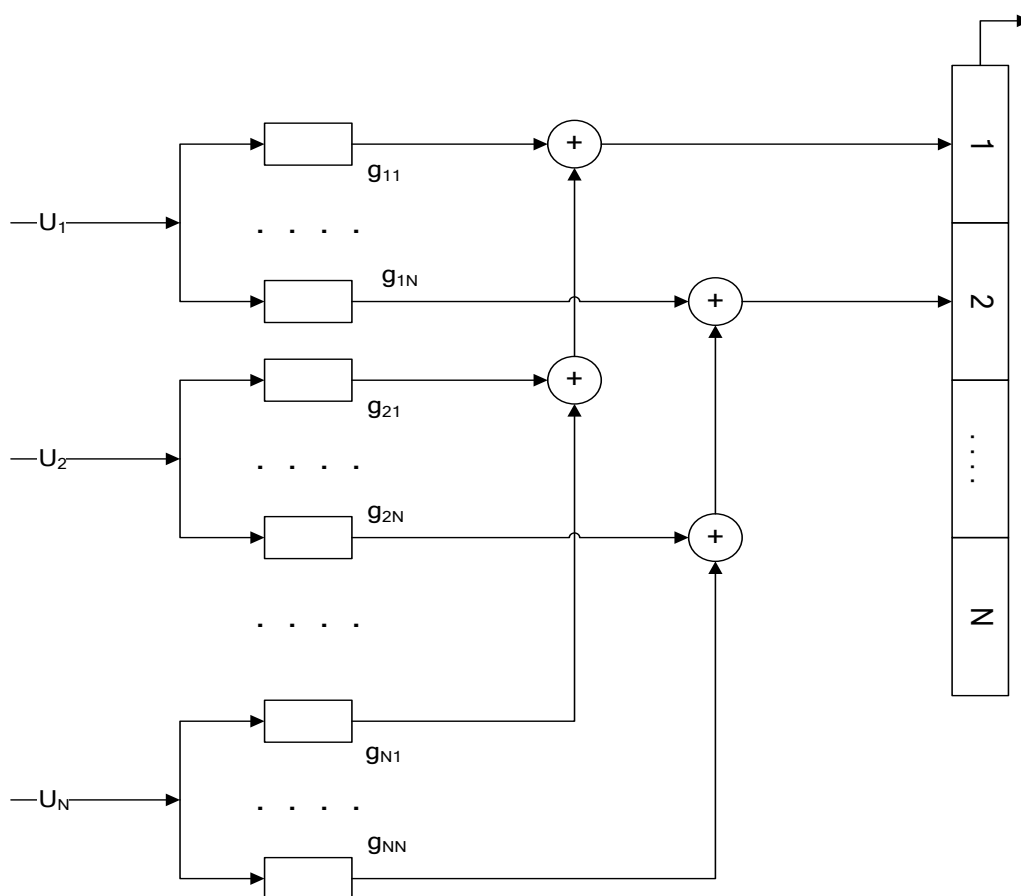 1
+
g₁₁
U₁
. . . .
g₁N
+
2
+
g₂₁
U₂
. . . .
. . . .
g₂N
+
. . . .
N
gN₁
UN
. . . .
gNN